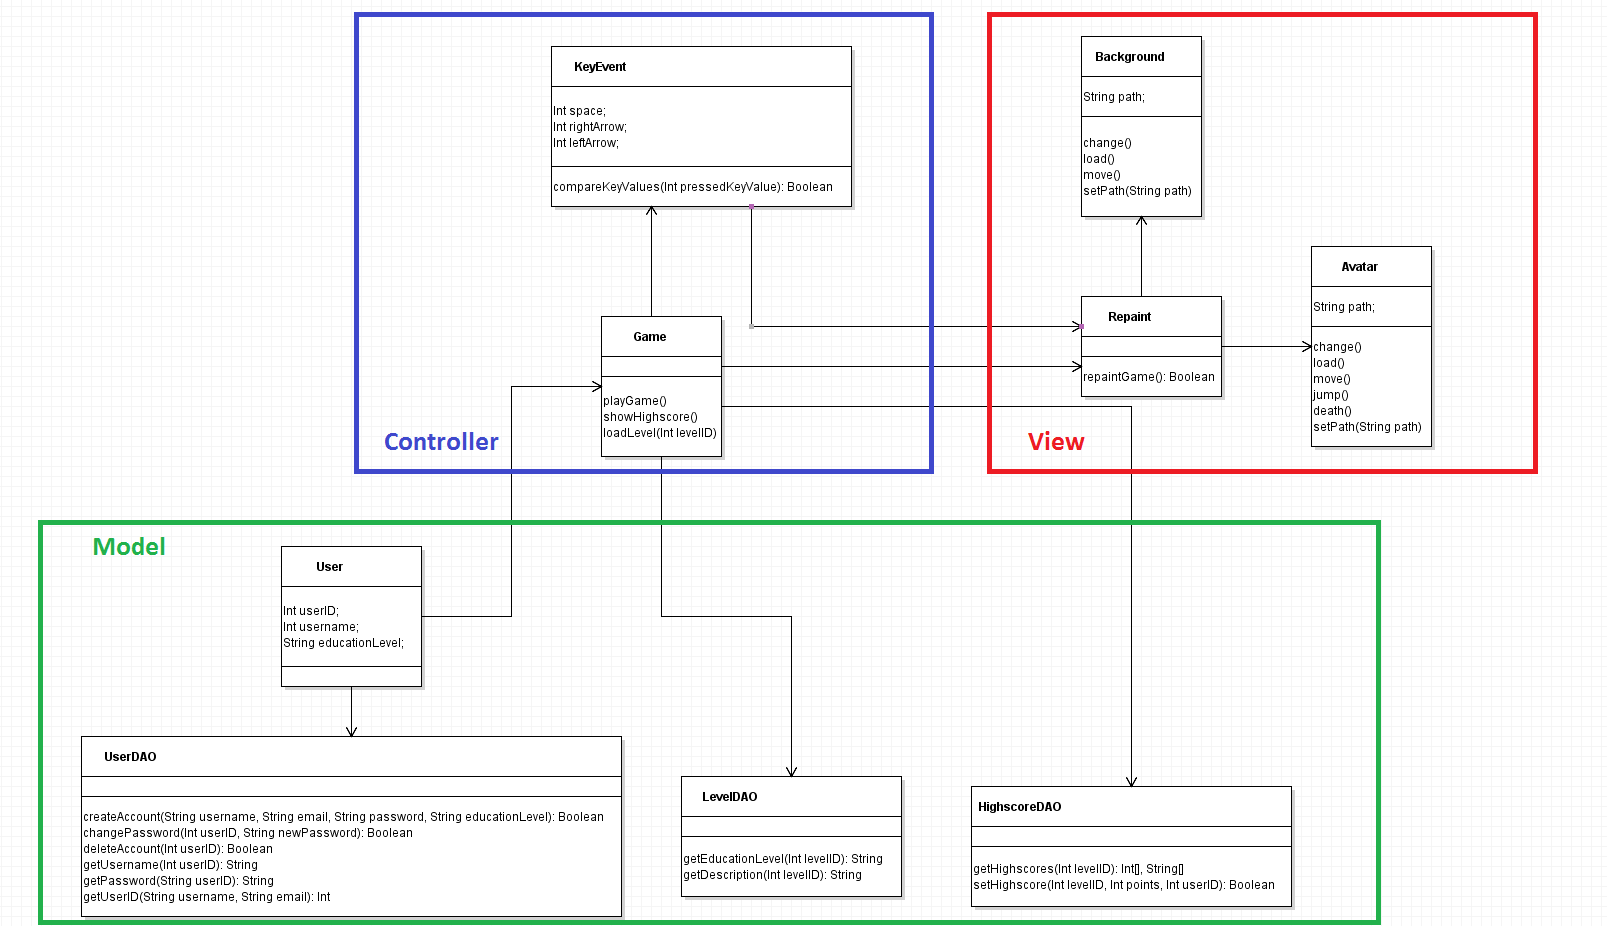 KeyEvent
Int space;
Int rightArrow;
Int leftArrow;
compareKeyValues(Int pressedKeyValue): Boolean
Game
playGame()
showHighscore()
loadLevel(Int levelID)
Controller
Background
String path;
change()
load()
move()
setPath(String path)
Repaint
repaintGame(): Boolean
Avatar
String path;
change()
load()
move()
jump()
death()
setPath(String path)
View
Model
User
Int userID;
Int username;
String educationLevel;
UserDAO
createAccount(String username, String email, String password, String educationLevel): Boolean
changePassword(Int userID, String newPassword): Boolean
deleteAccount(Int userID): Boolean
getUsername(Int userID): String
getPassword(String userID): String
getUserID(String username, String email): Int
LevelDAO
getEducationLevel(Int levelID): String
getDescription(Int levelID): String
HighscoreDAO
getHighscores(Int levelID): Int[], String[]
setHighscore(Int levelID, Int points, Int userID): Boolean